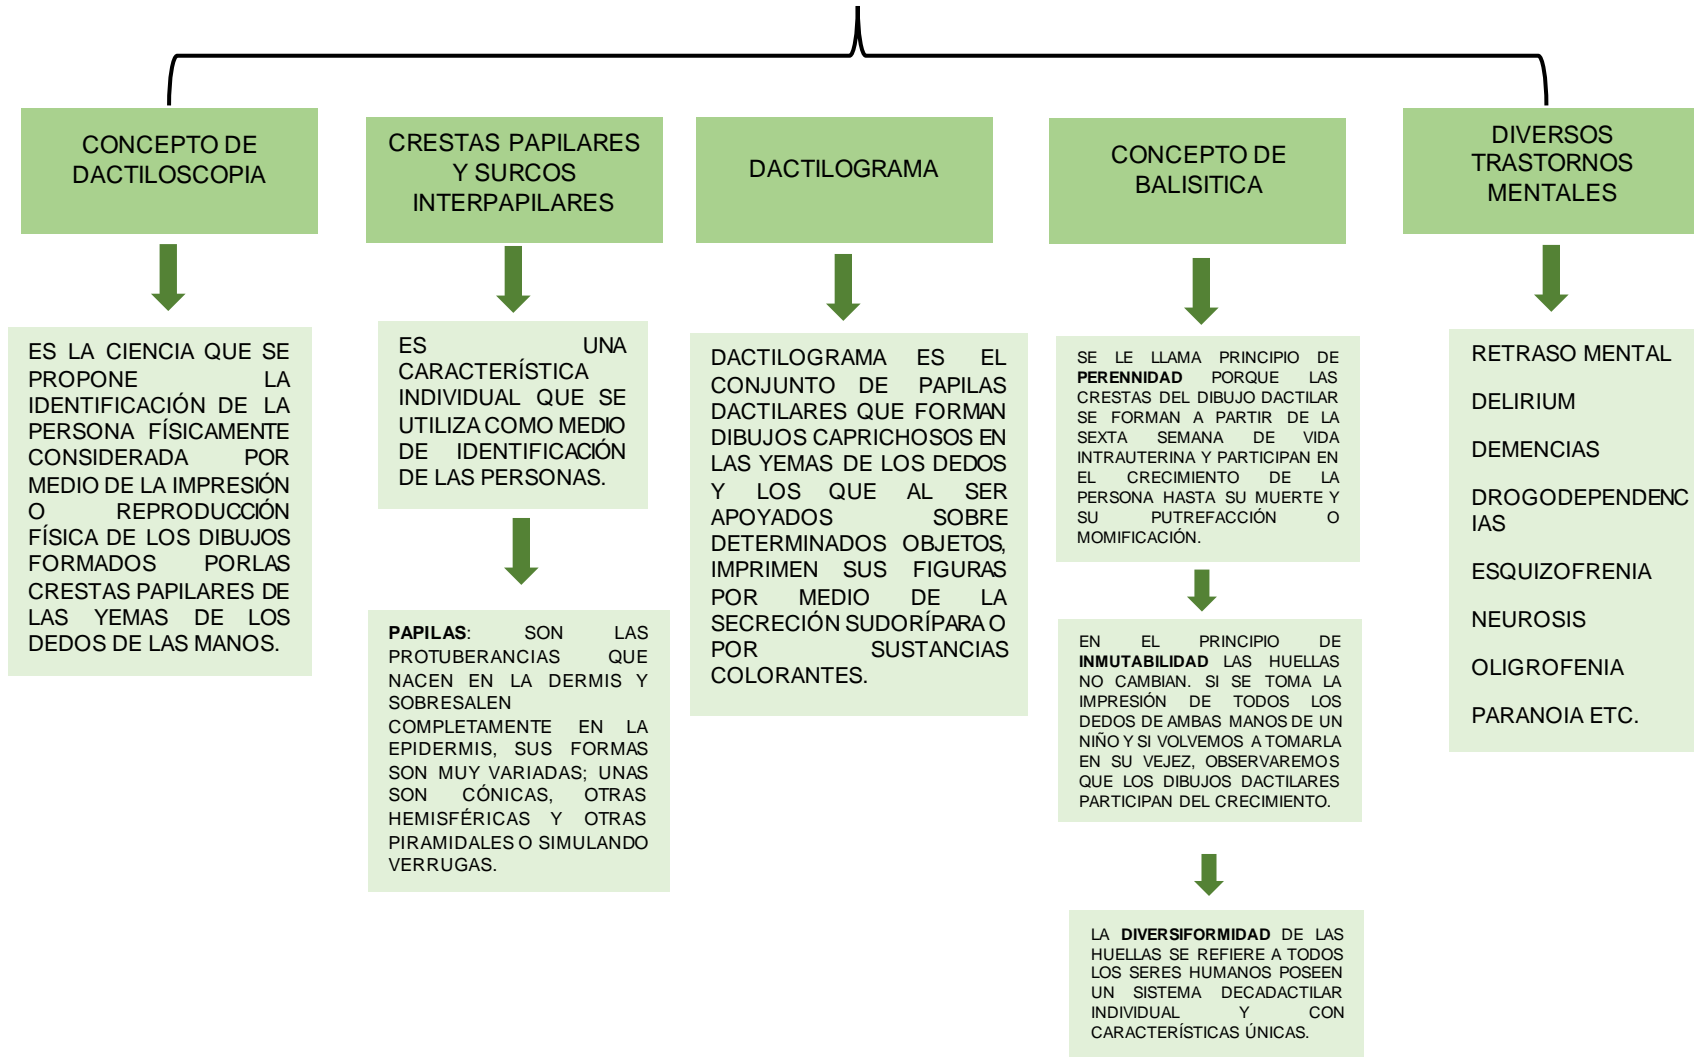 CONCEPTO DE
DACTILOSCOPIA
ES LA CIENCIA QUE SE
PROPONE LA
IDENTIFICACIÓN DE LA
PERSONA FÍSICAMENTE
CONSIDERADA POR
MEDIO DE LA IMPRESIÓN
O REPRODUCCIÓN
FÍSICA DE LOS DIBUJOS
FORMADOS PORLAS
CRESTAS PAPILARES DE
LAS YEMAS DE LOS
DEDOS DE LAS MANOS.
CRESTAS PAPILARES
Y SURCOS
INTERPAPILARES
ES UNA
CARACTERÍSTICA
INDIVIDUAL QUE SE
UTILIZA COMO MEDIO
DE IDENTIFICACIÓN
DE LAS PERSONAS.
PAPILAS: SON LAS
PROTUBERANCIAS QUE
NACEN EN LA DERMIS Y
SOBRESALEN
COMPLETAMENTE EN LA
EPIDERMIS, SUS FORMAS
SON MUY VARIADAS; UNAS
SON CÓNICAS, OTRAS
HEMISFÉRICAS Y OTRAS
PIRAMIDALES O SIMULANDO
VERRUGAS.
DACTILOGRAMA
DACTILOGRAMA ES EL
CONJUNTO DE PAPILAS
DACTILARES QUE FORMAN
DIBUJOS CAPRICHOSOS EN
LAS YEMAS DE LOS DEDOS
Y LOS QUE AL SER
APOYADOS SOBRE
DETERMINADOS OBJETOS,
IMPRIMEN SUS FIGURAS
POR MEDIO DE LA
SECRECIÓN SUDORÍPARA O
POR SUSTANCIAS
COLORANTES.
CONCEPTO DE
BALISITICA
SE LE LLAMA PRINCIPIO DE
PERENNIDAD PORQUE LAS
CRESTAS DEL DIBUJO DACTILAR
SE FORMAN A PARTIR DE LA
SEXTA SEMANA DE VIDA
INTRAUTERINA Y PARTICIPAN EN
EL CRECIMIENTO DE LA
PERSONA HASTA SU MUERTE Y
SU PUTREFACCIÓN O
MOMIFICACIÓN.
EN EL PRINCIPIO DE
INMUTABILIDAD LAS HUELLAS
NO CAMBIAN. SI SE TOMA LA
IMPRESIÓN DE TODOS LOS
DEDOS DE AMBAS MANOS DE UN
NIÑO Y SI VOLVEMOS A TOMARLA
EN SU VEJEZ, OBSERVAREMOS
QUE LOS DIBUJOS DACTILARES
PARTICIPAN DEL CRECIMIENTO.
LA DIVERSIFORMIDAD DE LAS
HUELLAS SE REFIERE A TODOS
LOS SERES HUMANOS POSEEN
UN SISTEMA DECADACTILAR
INDIVIDUAL Y CON
CARACTERÍSTICAS ÚNICAS.
DIVERSOS
TRASTORNOS
MENTALES
RETRASO MENTAL
DELIRIUM
DEMENCIAS
DROGODEPENDENC
IAS
ESQUIZOFRENIA
NEUROSIS
OLIGROFENIA
PARANOIA ETC.